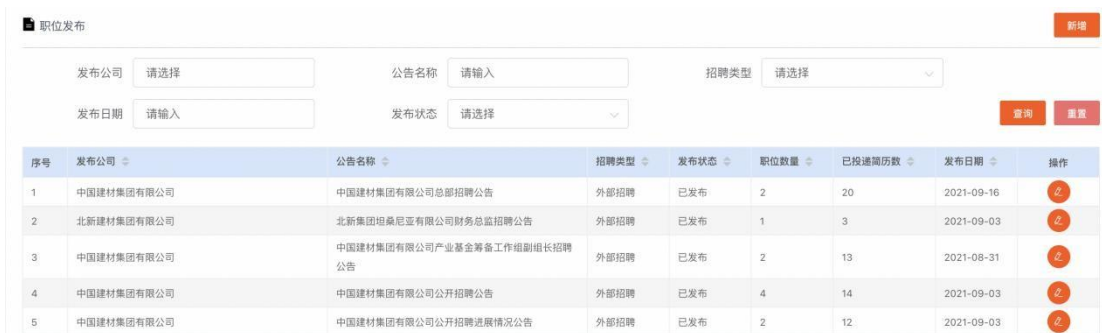 职位发布
新增
发布公司 请选择 公告名称 请输入 招聘类型 请选择
发布日期 请输入 发布状态 请选择
查询 重置
序号 发布公司 公告名称 招聘类型 发布状态 职位数量 已投递简历数 发布日期 操作
1 中国建材集团有限公司 中国建材集团有限公司总部招聘公告 外部招聘 已发布 2 20 2021-09-16
2 北新建材集团有限公司 北新集团坦桑尼亚有限公司财务总监招聘公告 外部招聘 已发布 1 3 2021-09-03
3 中国建材集团有限公司 中国建材集团有限公司产业基金筹备工作组副组长招聘 外部招聘 已发布 2 13 2021-08-31
公告
4 中国建材集团有限公司 中国建材集团有限公司公开招聘公告 外部招聘 已发布 4 14 2021-09-03
5 中国建材集团有限公司 中国建材集团有限公司公开招聘进展情况公告 外部招聘 已发布 2 12 2021-09-03